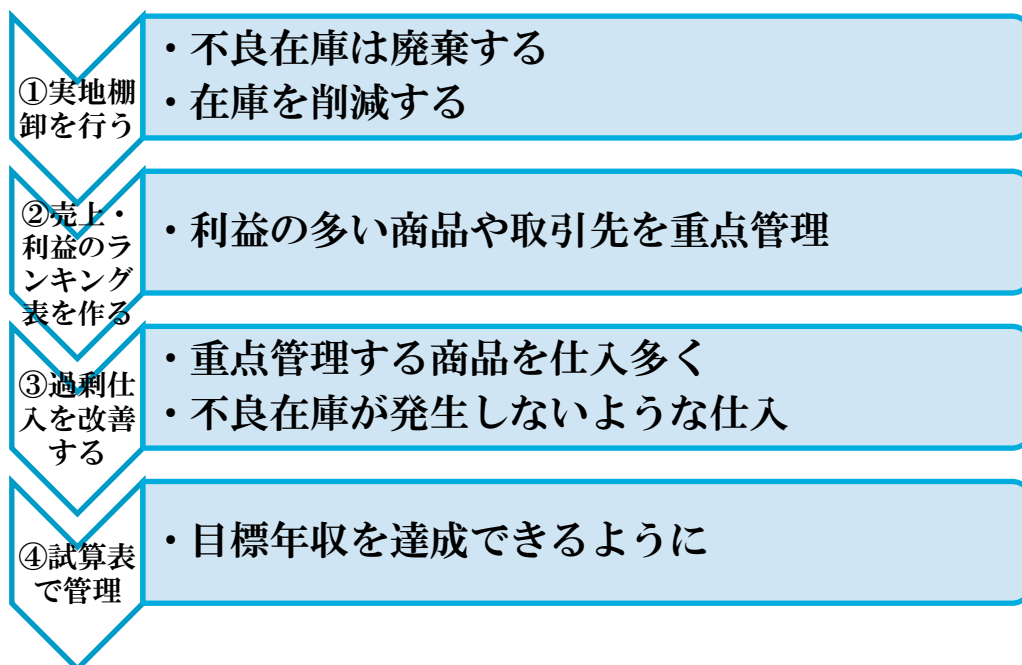 ①実地棚
卸を行う
・不良在庫は廃棄する
・在庫を削減する
②売上・
利益のラ
ンキング
表を作る
・利益の多い商品や取引先を重点管理
③過剰仕
入を改善
する
・重点管理する商品を仕入多く
・不良在庫が発生しないような仕入
④試算表
で管理
・目標年収を達成できるように